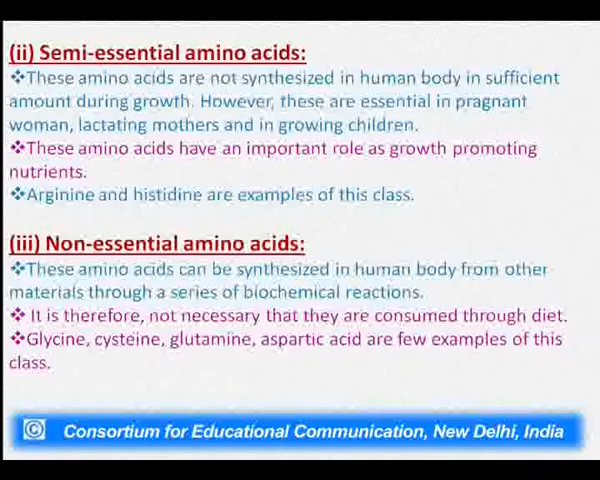 (ii) Semi-essential amino acids:
❖These amino acids are not synthesized in human body in sufficient
amount during growth. However, these are essential in pragnant
woman, lactating mothers and in growing children.
❖These amino acids have an important role as growth promoting
nutrients.
❖Arginine and histidine are examples of this class.
(iii) Non-essential amino acids:
❖These amino acids can be synthesized in human body from other
materials through a series of biochemical reactions.
❖ It is therefore, not necessary that they are consumed through diet.
❖Glycine, cysteine, glutamine, aspartic acid are few examples of this
class.
© Consortium for Educational Communication, New Delhi, India